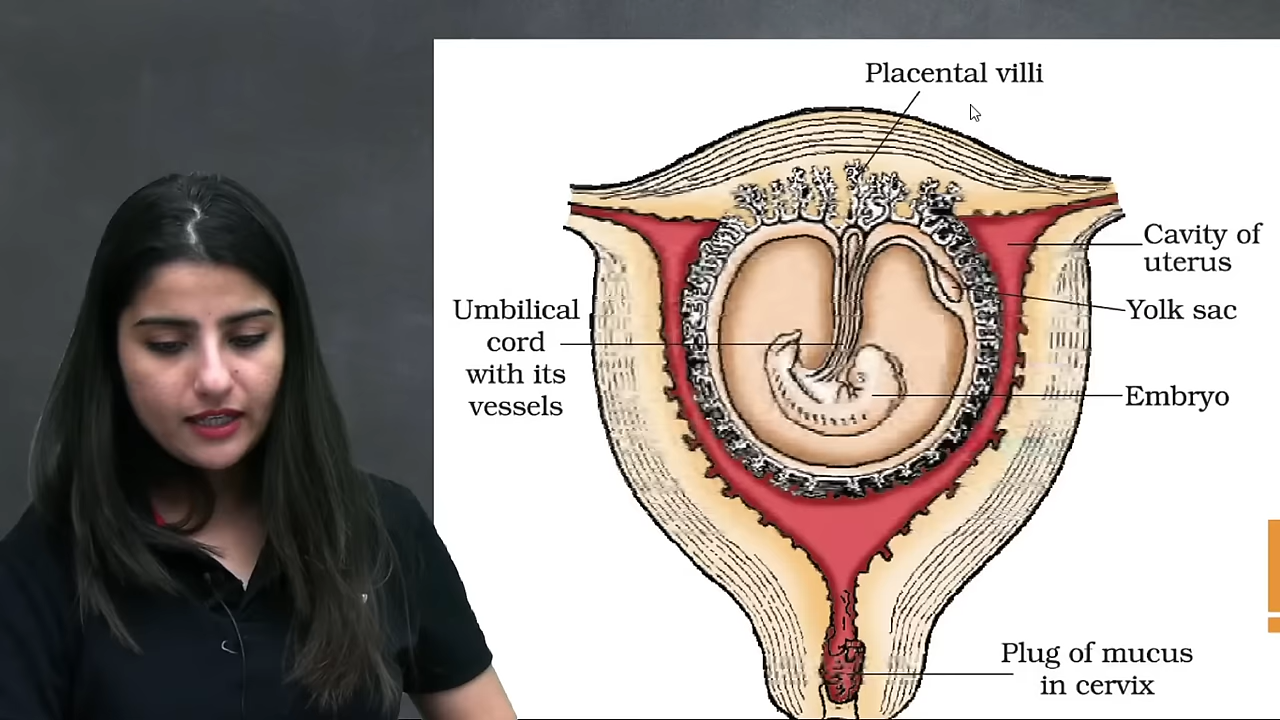 Placental villi
Cavity of
uterus
Yolk sac
Umbilical
cord
with its
vessels
Embryo
Plug of mucus
in cervix